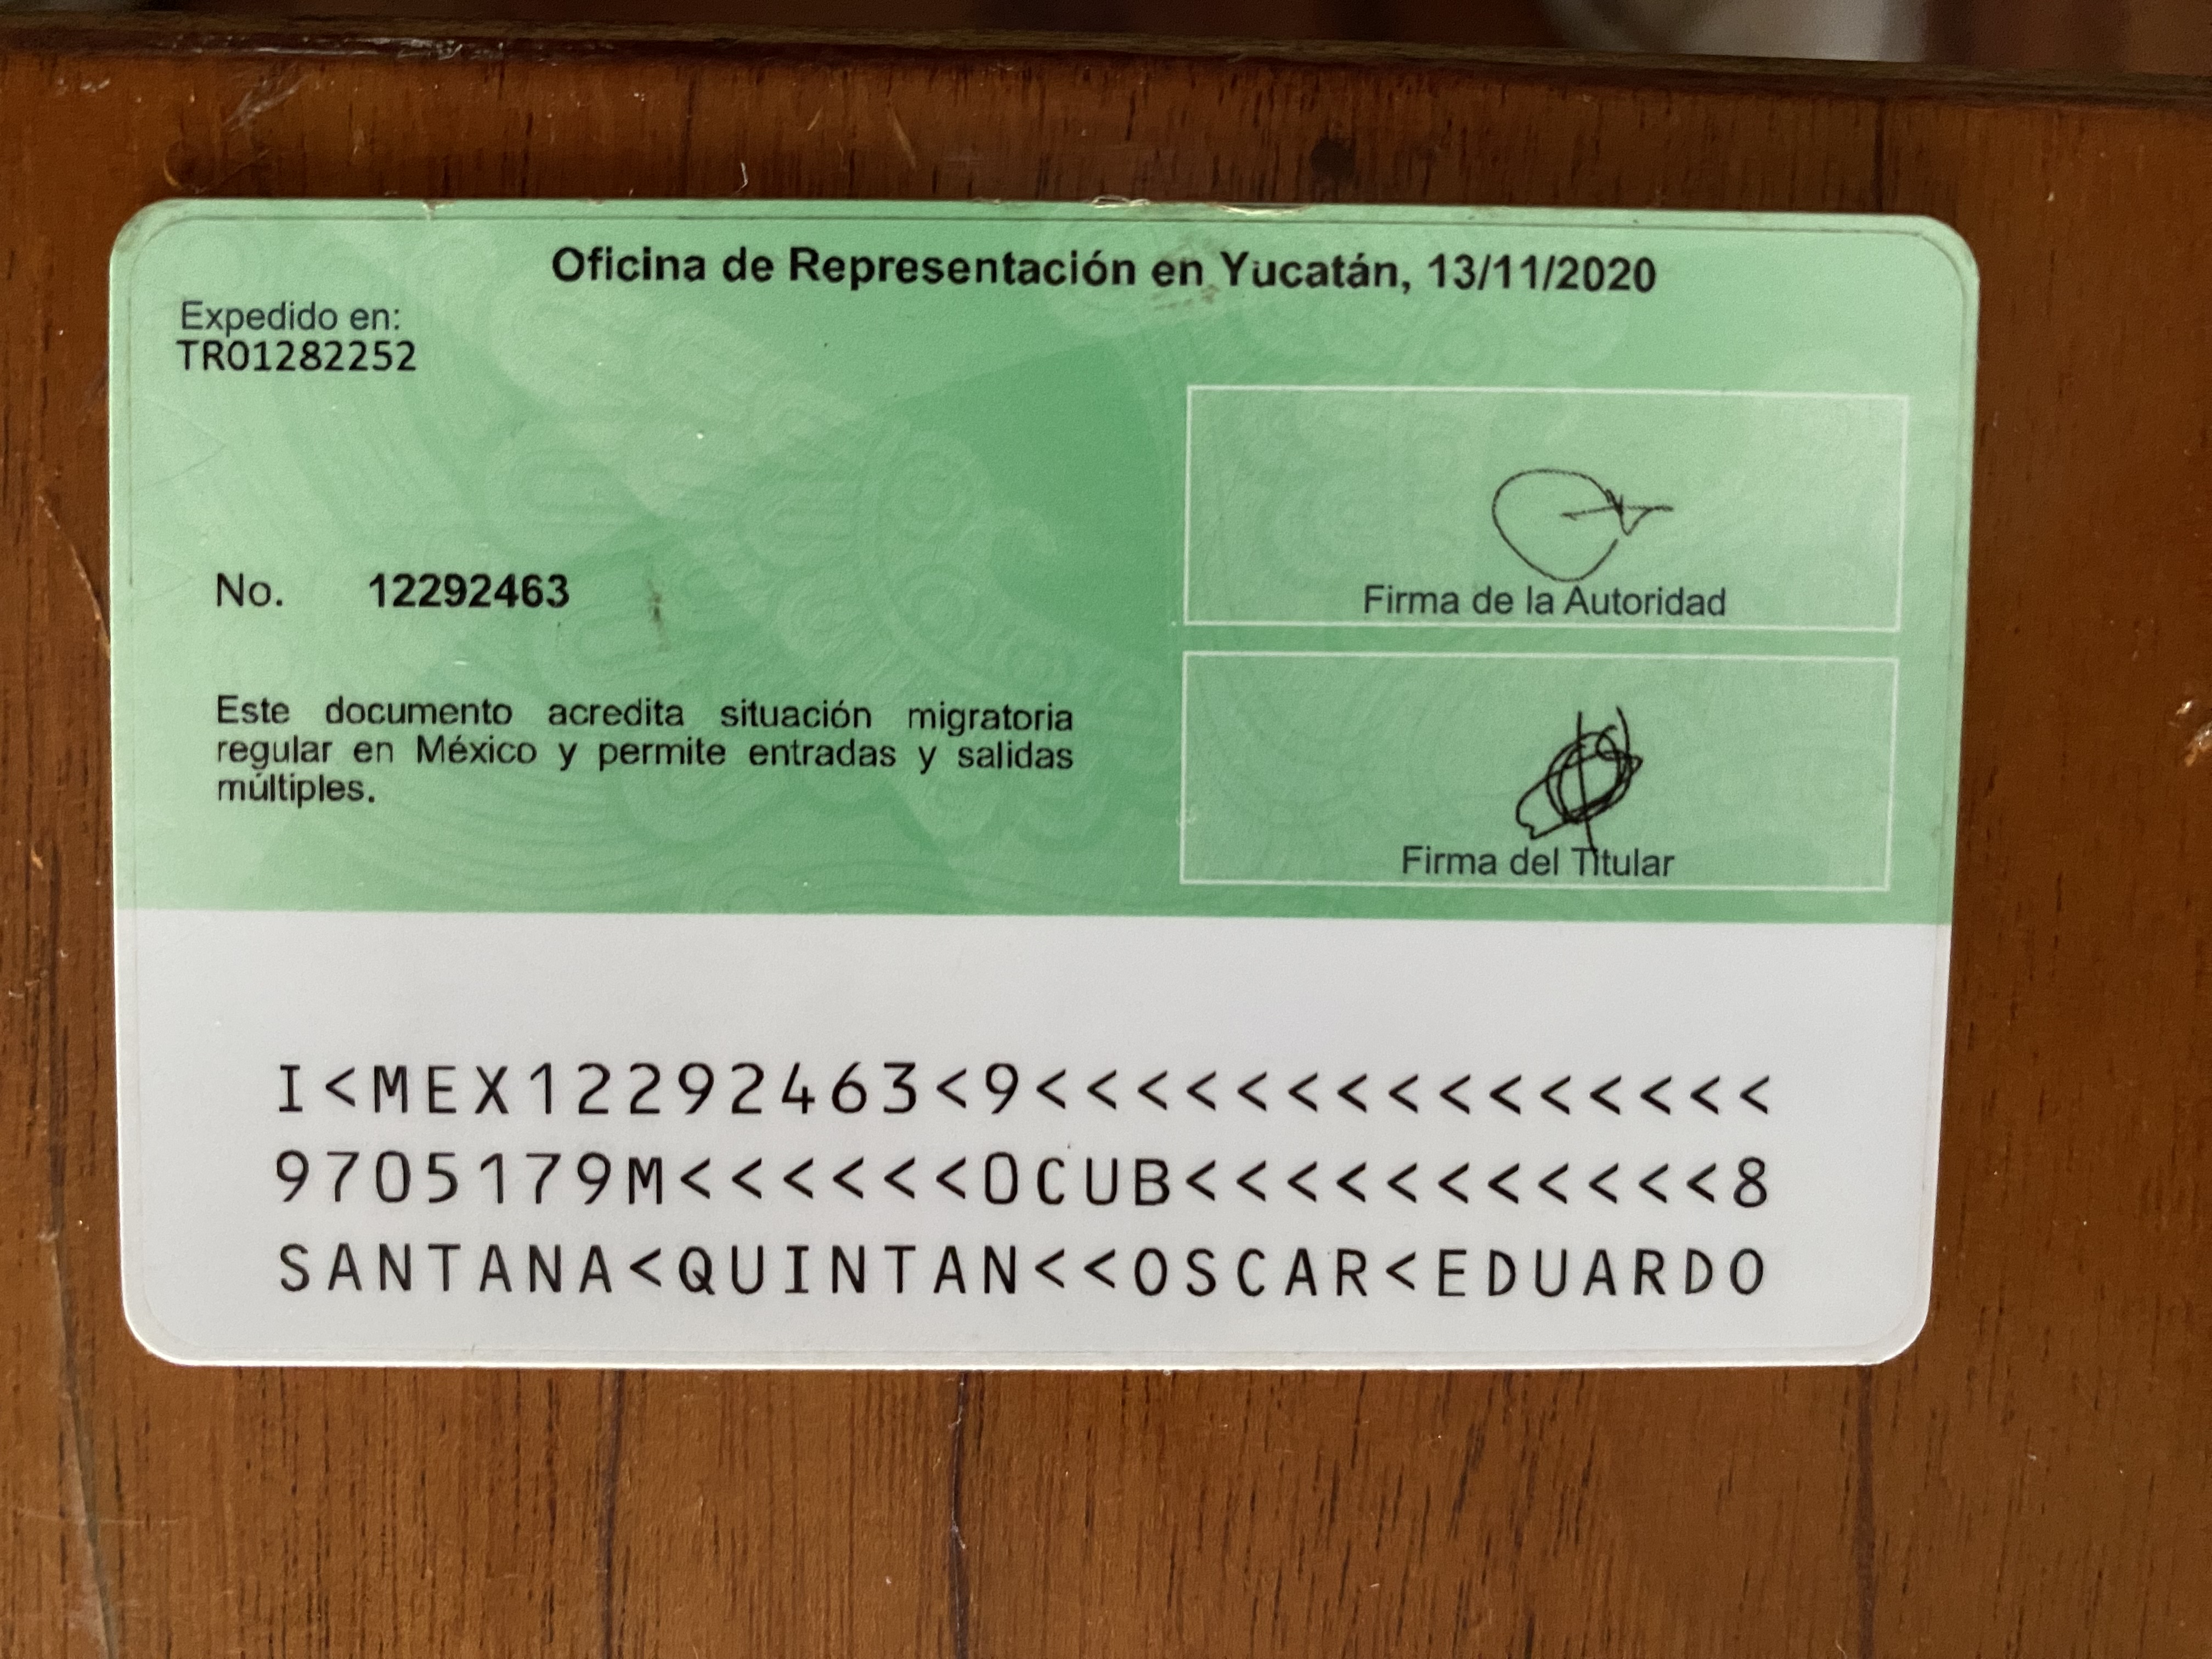 Oficina de Representación en Yucatán, 13/11/2020
Expedido en:
TR01282252
No. 12292463
Firma de la Autoridad
Este documento acredita situación migratoria
regular en México y permite entradas y salidas
múltiples.
Firma del Titular
I<MEX12292463<9<<<<<<<<<<<<<<<
9705179M<<<<<<0CUB<<<<<<<<<<<8
SANTANA<QUINTAN<<OSCAR<EDUARDO